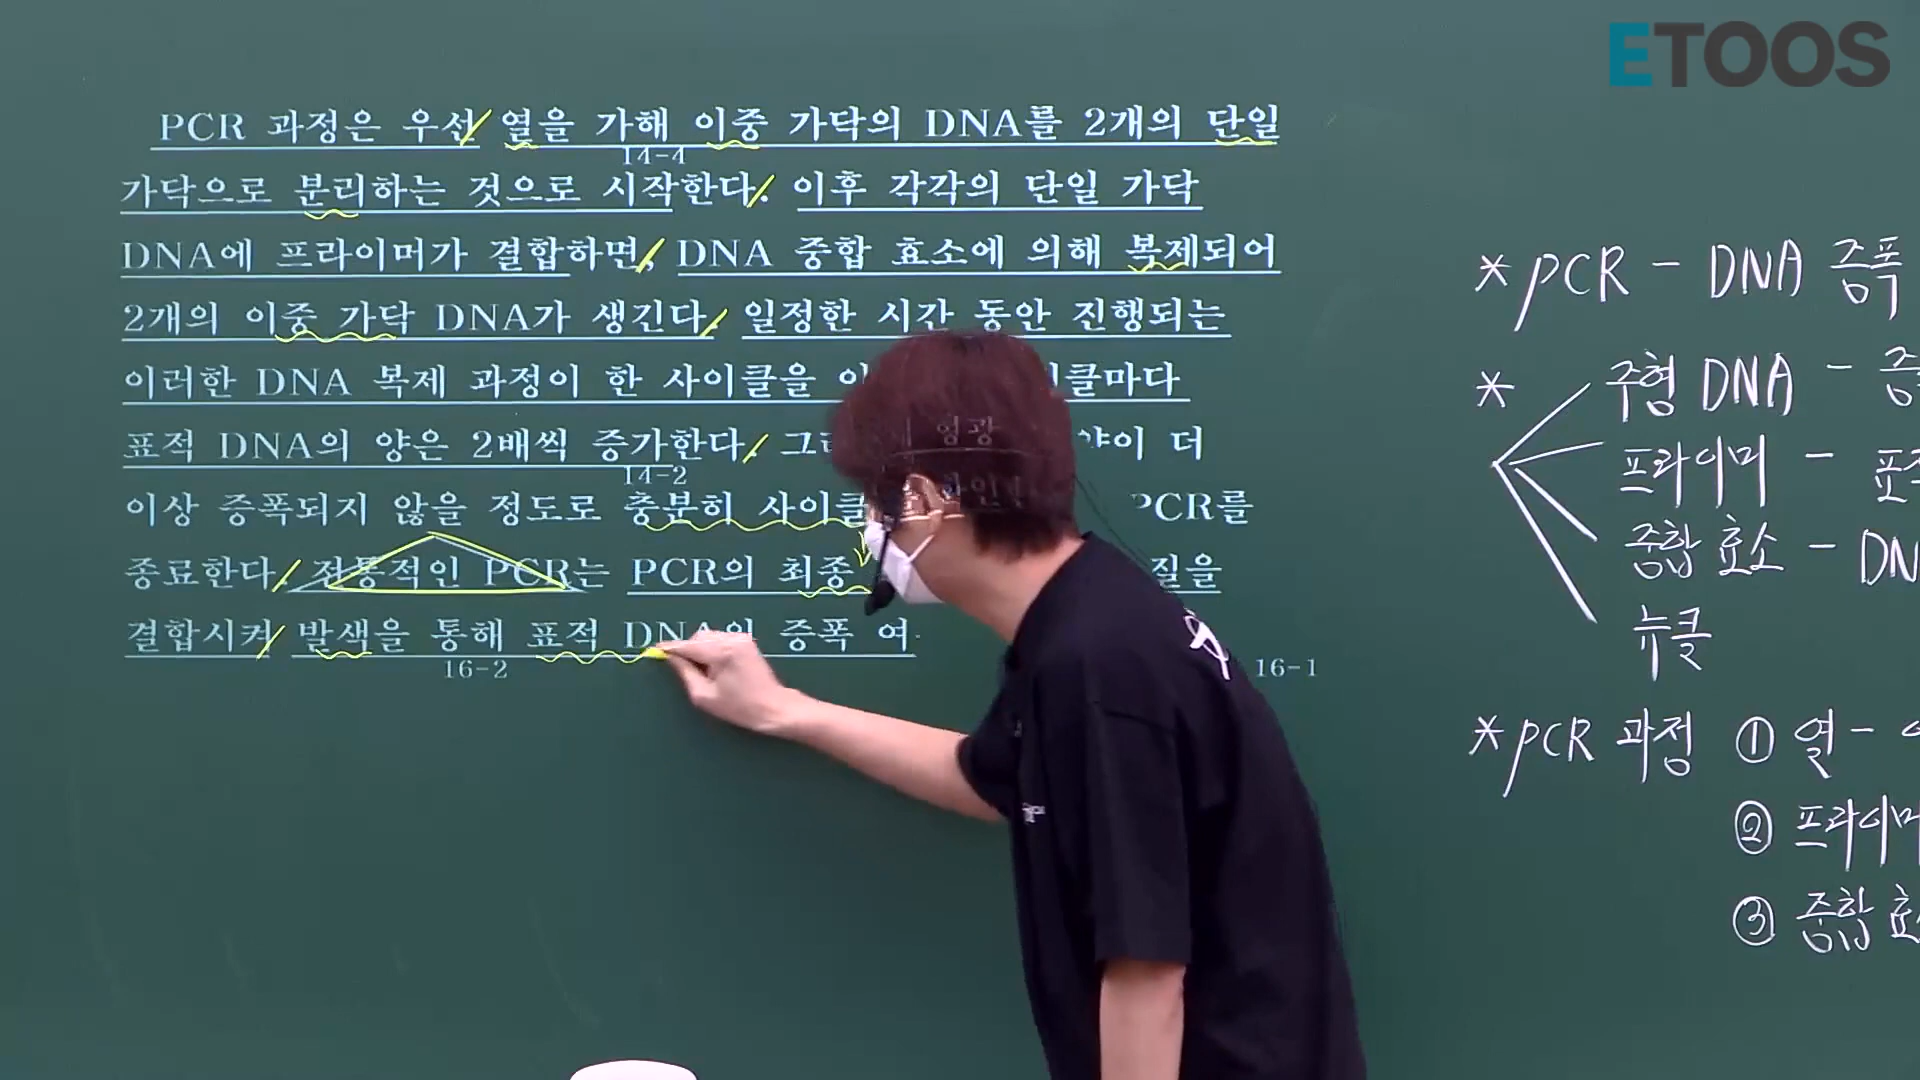 ETOOS
PCR 과정은 우선 열을 가해 이중 가닥의 DNA를 2개의 단일
14-4
가닥으로 분리하는 것으로 시작한다. 이후 각각의 단일 가닥
DNA에 프라이머가 결합하면, DNA 중합 효소에 의해 복제되어
2개의 이중 가닥 DNA가 생긴다. 일정한 시간 동안 진행되는
이러한 DNA 복제 과정이 한 사이클을 이 클마다
표적 DNA의 양은 2배씩 증가한다. 양이 더
14-2
이상 증폭되지 않을 정도로 충분히 사이클 PCR를
종료한다. 전통적인 PCR는 PCR의 최종 질을
결합시켜 발색을 통해 표적 DNA의 증폭 여
16-2
16-1
* PCR - DNA 증폭
* 주형 DNA - 증
프라이머 - 표적
중합 효소 - DN
뉴클
* PCR 과정 ① 열 -
② 프라이머
③ 중합 효